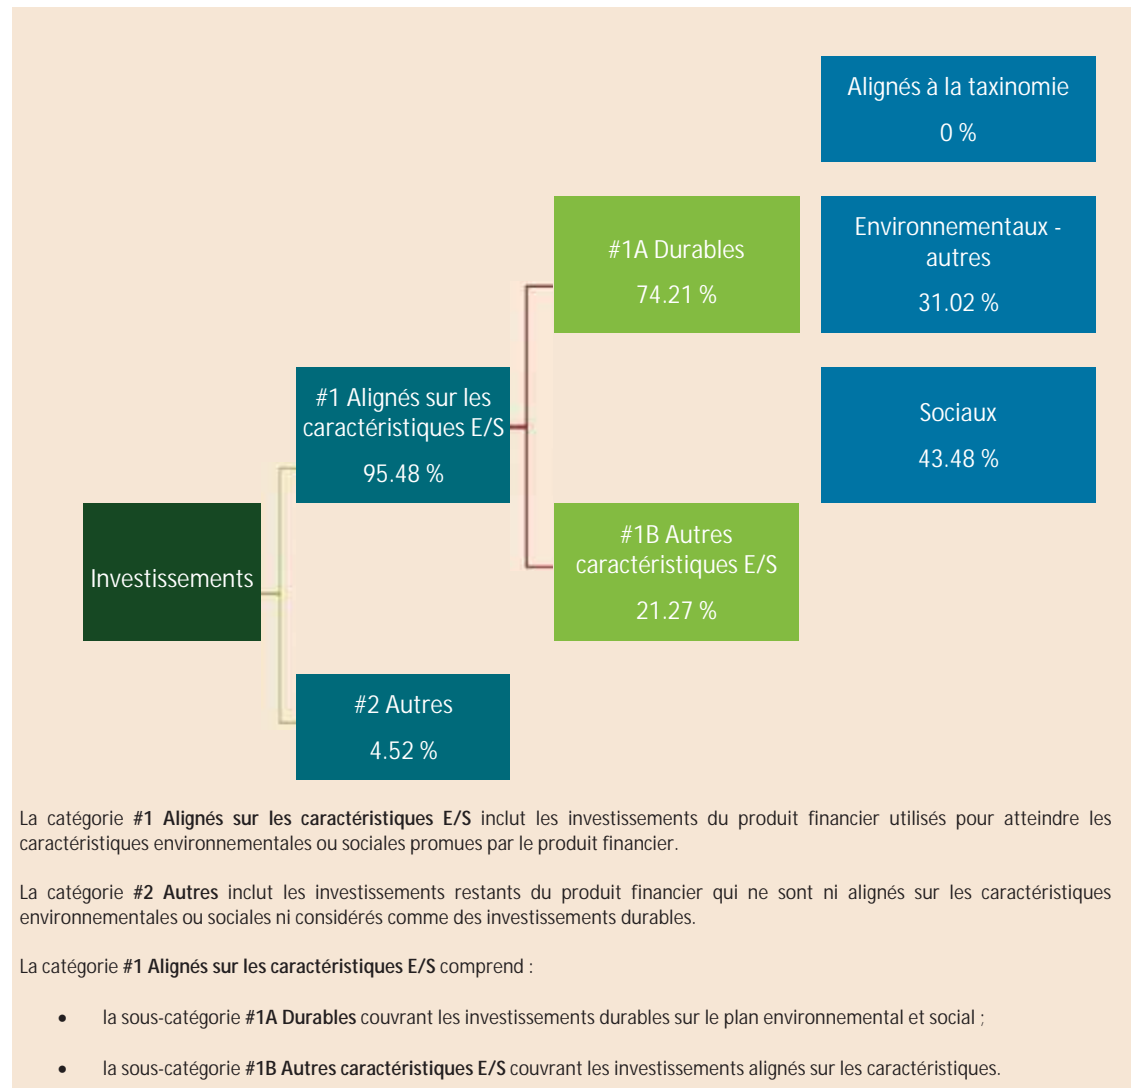 Alignés à la taxinomie
0 %
Environnementaux -
autres
31.02 %
#1A Durables
74.21 %
#1 Alignés sur les
caractéristiques E/S
95.48 %
Sociaux
43.48 %
Investissements
#1B Autres
caractéristiques E/S
21.27 %
#2 Autres
4.52 %
La catégorie #1 Alignés sur les caractéristiques E/S inclut les investissements du produit financier utilisés pour atteindre les
caractéristiques environnementales ou sociales promues par le produit financier.
La catégorie #2 Autres inclut les investissements restants du produit financier qui ne sont ni alignés sur les caractéristiques
environnementales ou sociales ni considérés comme des investissements durables.
La catégorie #1 Alignés sur les caractéristiques E/S comprend :
• la sous-catégorie #1A Durables couvrant les investissements durables sur le plan environnemental et social ;
• la sous-catégorie #1B Autres caractéristiques E/S couvrant les investissements alignés sur les caractéristiques.